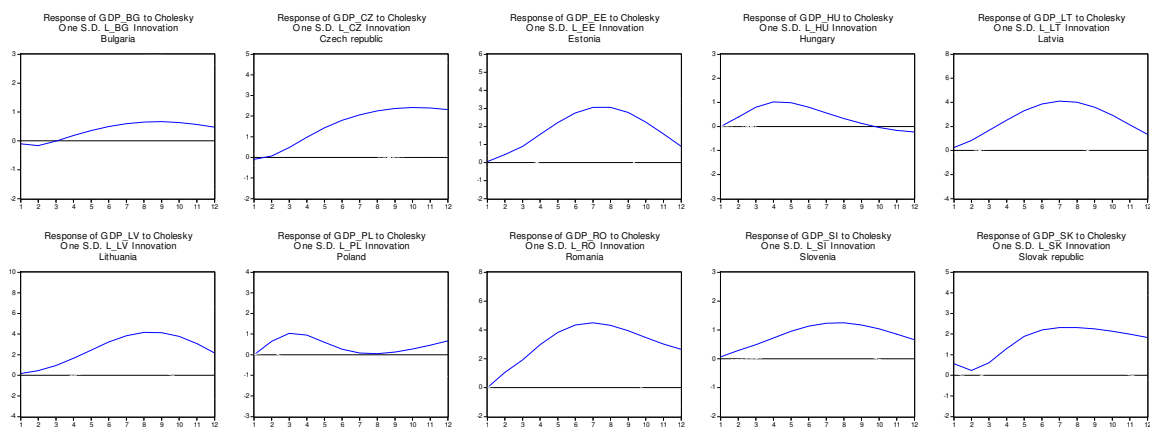 Response of GDP_BG to Cholesky
One S.D. L_BG Innovation
Bulgaria
3
2
1
0
-1
-2
1 2 3 4 5 6 7 8 9 10 11 12
Response of GDP_CZ to Cholesky
One S.D. L_CZ Innovation
Czech republic
5
4
3
2
1
0
-1
-2
1 2 3 4 5 6 7 8 9 10 11 12
Response of GDP_EE to Cholesky
One S.D. L_EE Innovation
Estonia
6
5
4
3
2
1
0
-1
-2
1 2 3 4 5 6 7 8 9 10 11 12
Response of GDP_HU to Cholesky
One S.D. L_HU Innovation
Hungary
3
2
1
0
-1
-2
-3
1 2 3 4 5 6 7 8 9 10 11 12
Response of GDP_LT to Cholesky
One S.D. L_LT Innovation
Latvia
8
6
4
2
0
-2
-4
1 2 3 4 5 6 7 8 9 10 11 12
Response of GDP_LV to Cholesky
One S.D. L_LV Innovation
Lithuania
10
8
6
4
2
0
-2
-4
1 2 3 4 5 6 7 8 9 10 11 12
Response of GDP_PL to Cholesky
One S.D. L_PL Innovation
Poland
4
3
2
1
0
-1
-2
-3
1 2 3 4 5 6 7 8 9 10 11 12
Response of GDP_RO to Cholesky
One S.D. L_RO Innovation
Romania
8
6
4
2
0
-2
1 2 3 4 5 6 7 8 9 10 11 12
Response of GDP_SI to Cholesky
One S.D. L_SI Innovation
Slovenia
3
2
1
0
-1
-2
1 2 3 4 5 6 7 8 9 10 11 12
Response of GDP_SK to Cholesky
One S.D. L_SK Innovation
Slovak republic
5
4
3
2
1
0
-1
-2
1 2 3 4 5 6 7 8 9 10 11 12